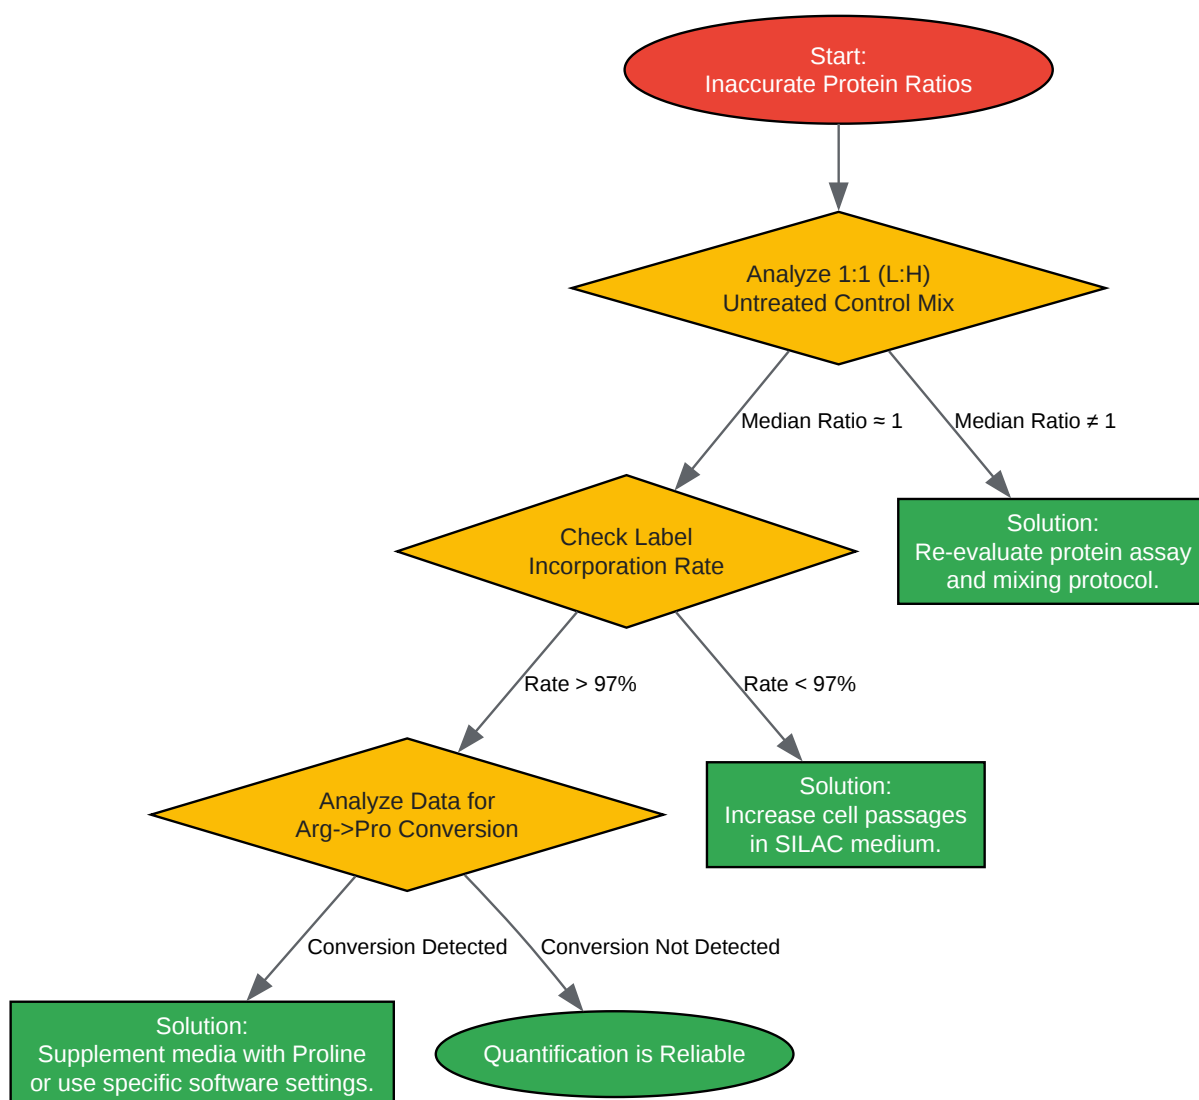 Start:
Inaccurate Protein Ratios
Analyze 1:1 (L:H)
Untreated Control Mix
Median Ratio ≈ 1
Median Ratio ≠ 1
Check Label
Incorporation Rate
Solution:
Re-evaluate protein assay
and mixing protocol.
Rate > 97%
Rate < 97%
Analyze Data for
Arg->Pro Conversion
Solution:
Increase cell passages
in SILAC medium.
Conversion Detected
Conversion Not Detected
Solution:
Supplement media with Proline
or use specific software settings.
Quantification is Reliable